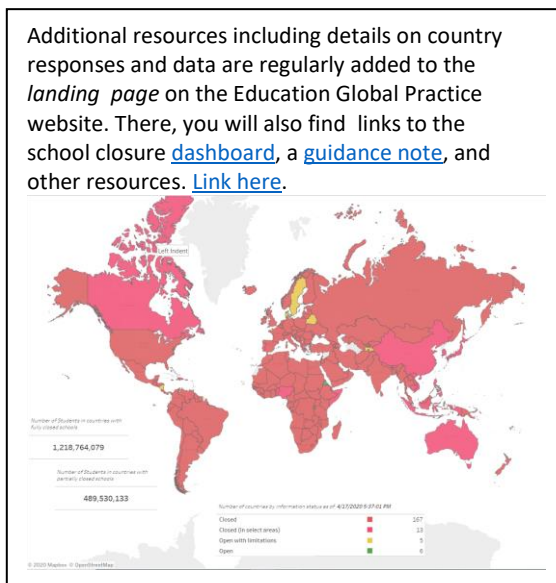 Additional resources including details on country
responses and data are regularly added to the
landing page on the Education Global Practice
website. There, you will also find links to the
school closure dashboard, a guidance note, and
other resources. Link here.
Left Indent
Number of Students in countries with
fully closed schools
1,218,764,079
Number of Students in countries with
partially closed schools
489,530,133
Number of countries by information status as of 4/17/2020 5:37:01 PM
Closed 167
Closed (in select areas) 13
Open with limitations 5
Open 6
© 2020 Mapbox © OpenStreetMap